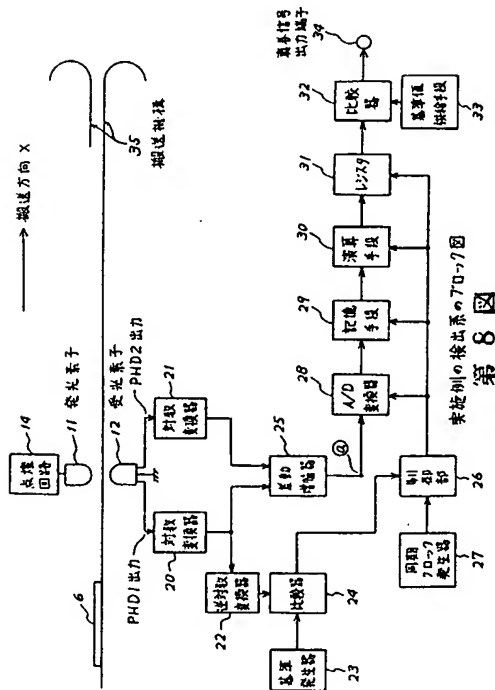 搬送方向 X
14
点燈
回路
11 発光素子
35
搬送機構
6
12 受光素子
PHD1出力
PHD2出力
20
対数
変換器
21
対数
変換器
22
逆対数
変換器
25
差動
増幅器
ⓐ
23
基準
発生器
24
比較器
27
同期
クロック
発生器
26
制御部
28
A/D
変換器
29
記憶
手段
30
演算
手段
31
レジスタ
32
比較
器
33
基準値
供給手段
34
真券信号
出力端子
実施例の検出系のブロック図
第 8 図